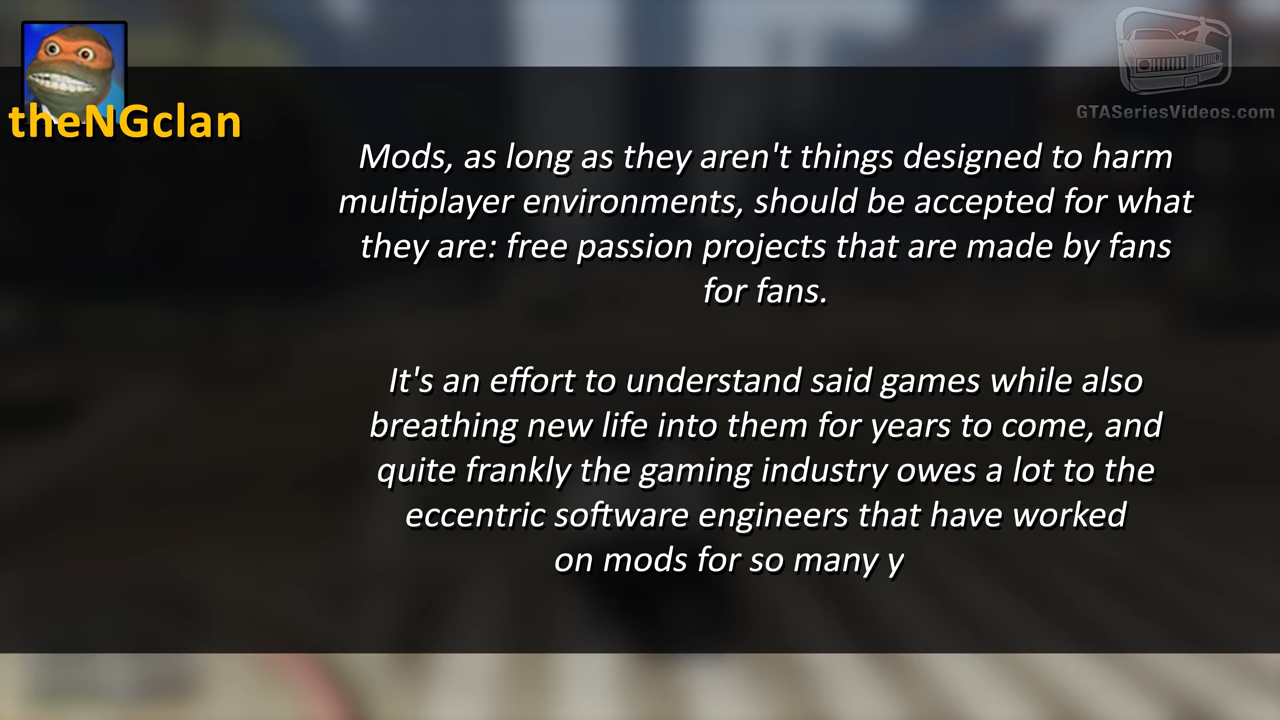 theNGclan
GTASeriesVideos.com
Mods, as long as they aren't things designed to harm
multiplayer environments, should be accepted for what
they are: free passion projects that are made by fans
for fans.
It's an effort to understand said games while also
breathing new life into them for years to come, and
quite frankly the gaming industry owes a lot to the
eccentric software engineers that have worked
on mods for so many y